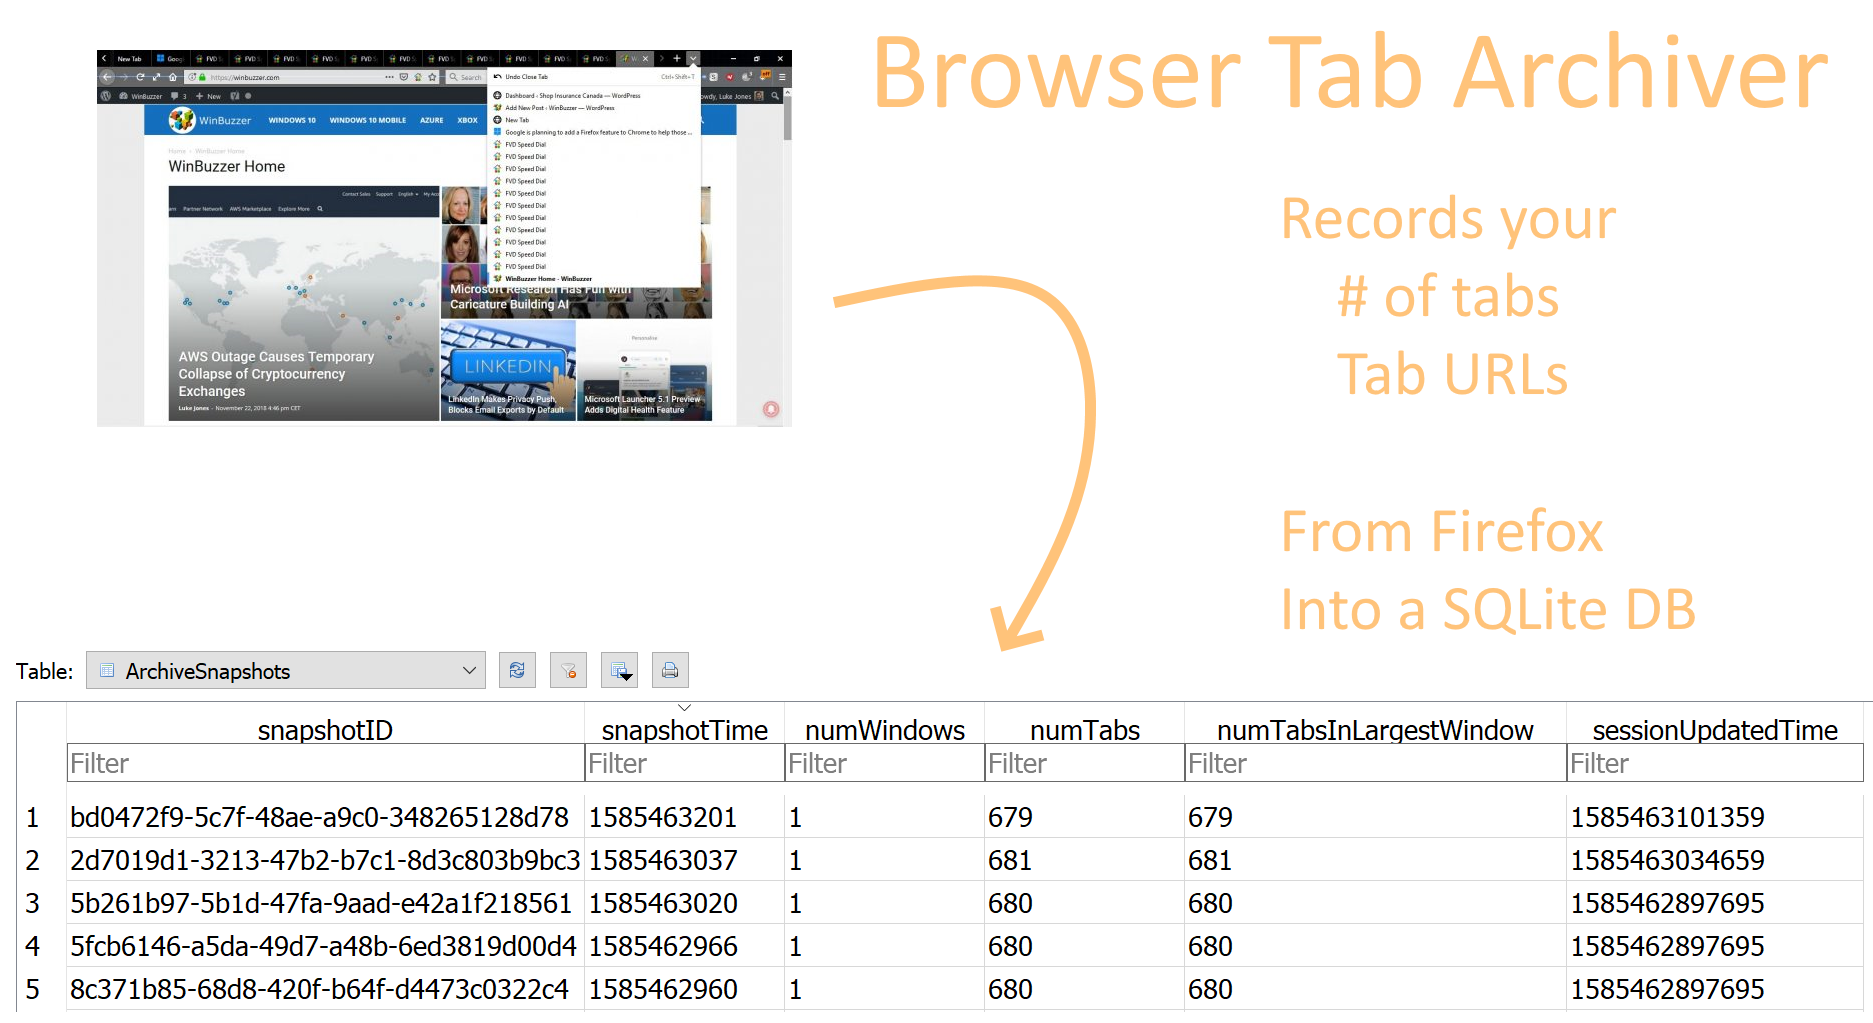 Browser Tab Archiver
New Tab Goog FVD S FVD S FVD S FVD S FVD S FVD S FVD S FVD S FVD S FVD S FVD S W
https://winbuzzer.com Search
WinBuzzer 3 + New owdy, Luke Jones
WinBuzzer WINDOWS 10 WINDOWS 10 MOBILE AZURE XBOX
Home › WinBuzzer Home
WinBuzzer Home
Undo Close Tab Ctrl+Shift+T
Dashboard ‹ Shop Insurance Canada — WordPress
Add New Post ‹ WinBuzzer — WordPress
New Tab
Google is planning to add a Firefox feature to Chrome to help those ...
FVD Speed Dial
FVD Speed Dial
FVD Speed Dial
FVD Speed Dial
FVD Speed Dial
FVD Speed Dial
FVD Speed Dial
FVD Speed Dial
FVD Speed Dial
FVD Speed Dial
FVD Speed Dial
WinBuzzer Home - WinBuzzer
Contact Sales Support English My Acc
Partner Network AWS Marketplace Explore More
AWS Outage Causes Temporary
Collapse of Cryptocurrency
Exchanges
Luke Jones - November 22, 2018 4:46 pm CET
Microsoft Research Has Fun with
Caricature Building AI
LINKEDIN
LinkedIn Makes Privacy Push,
Blocks Email Exports by Default
Personalise
Microsoft Launcher 5.1 Preview
Adds Digital Health Feature
Records your
# of tabs
Tab URLs
From Firefox
Into a SQLite DB
Table: ArchiveSnapshots
snapshotID snapshotTime numWindows numTabs numTabsInLargestWindow sessionUpdatedTime
Filter Filter Filter Filter Filter Filter
1 bd0472f9-5c7f-48ae-a9c0-348265128d78 1585463201 1 679 679 1585463101359
2 2d7019d1-3213-47b2-b7c1-8d3c803b9bc3 1585463037 1 681 681 1585463034659
3 5b261b97-5b1d-47fa-9aad-e42a1f218561 1585463020 1 680 680 1585462897695
4 5fcb6146-a5da-49d7-a48b-6ed3819d00d4 1585462966 1 680 680 1585462897695
5 8c371b85-68d8-420f-b64f-d4473c0322c4 1585462960 1 680 680 1585462897695